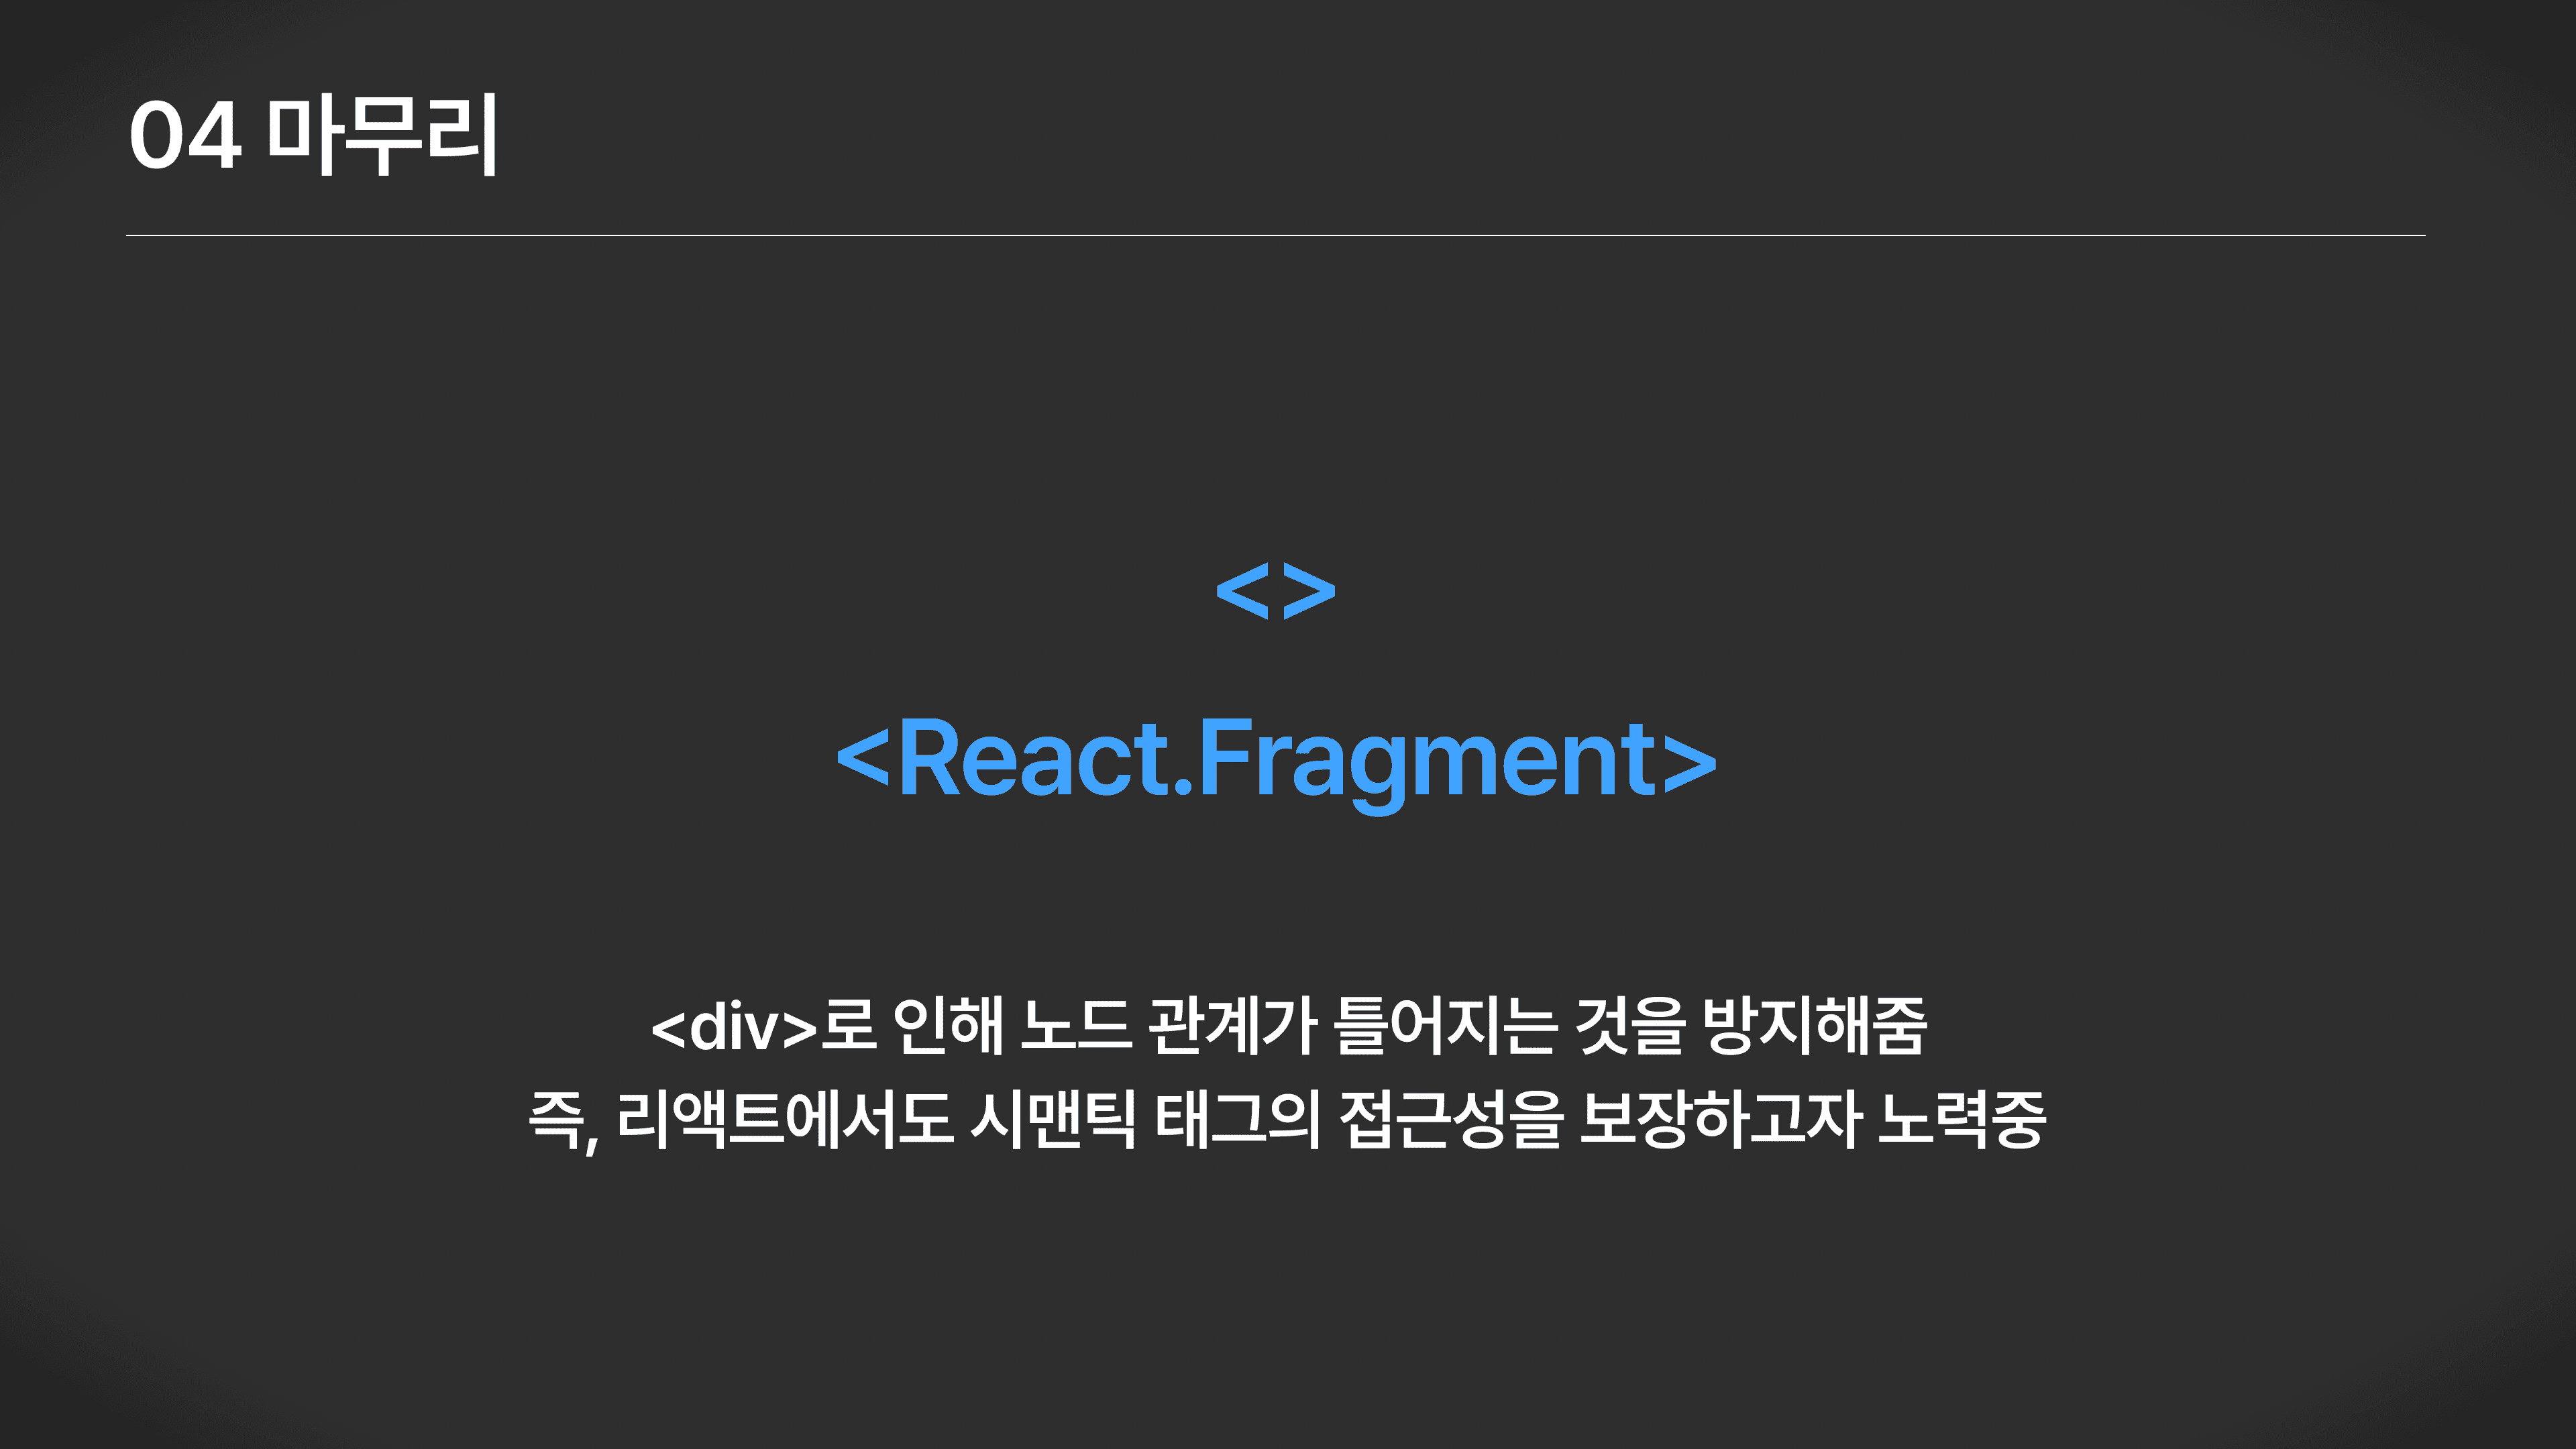 04 마무리
<>
<React.Fragment>
<div>로 인해 노드 관계가 틀어지는 것을 방지해줌
즉, 리액트에서도 시맨틱 태그의 접근성을 보장하고자 노력중